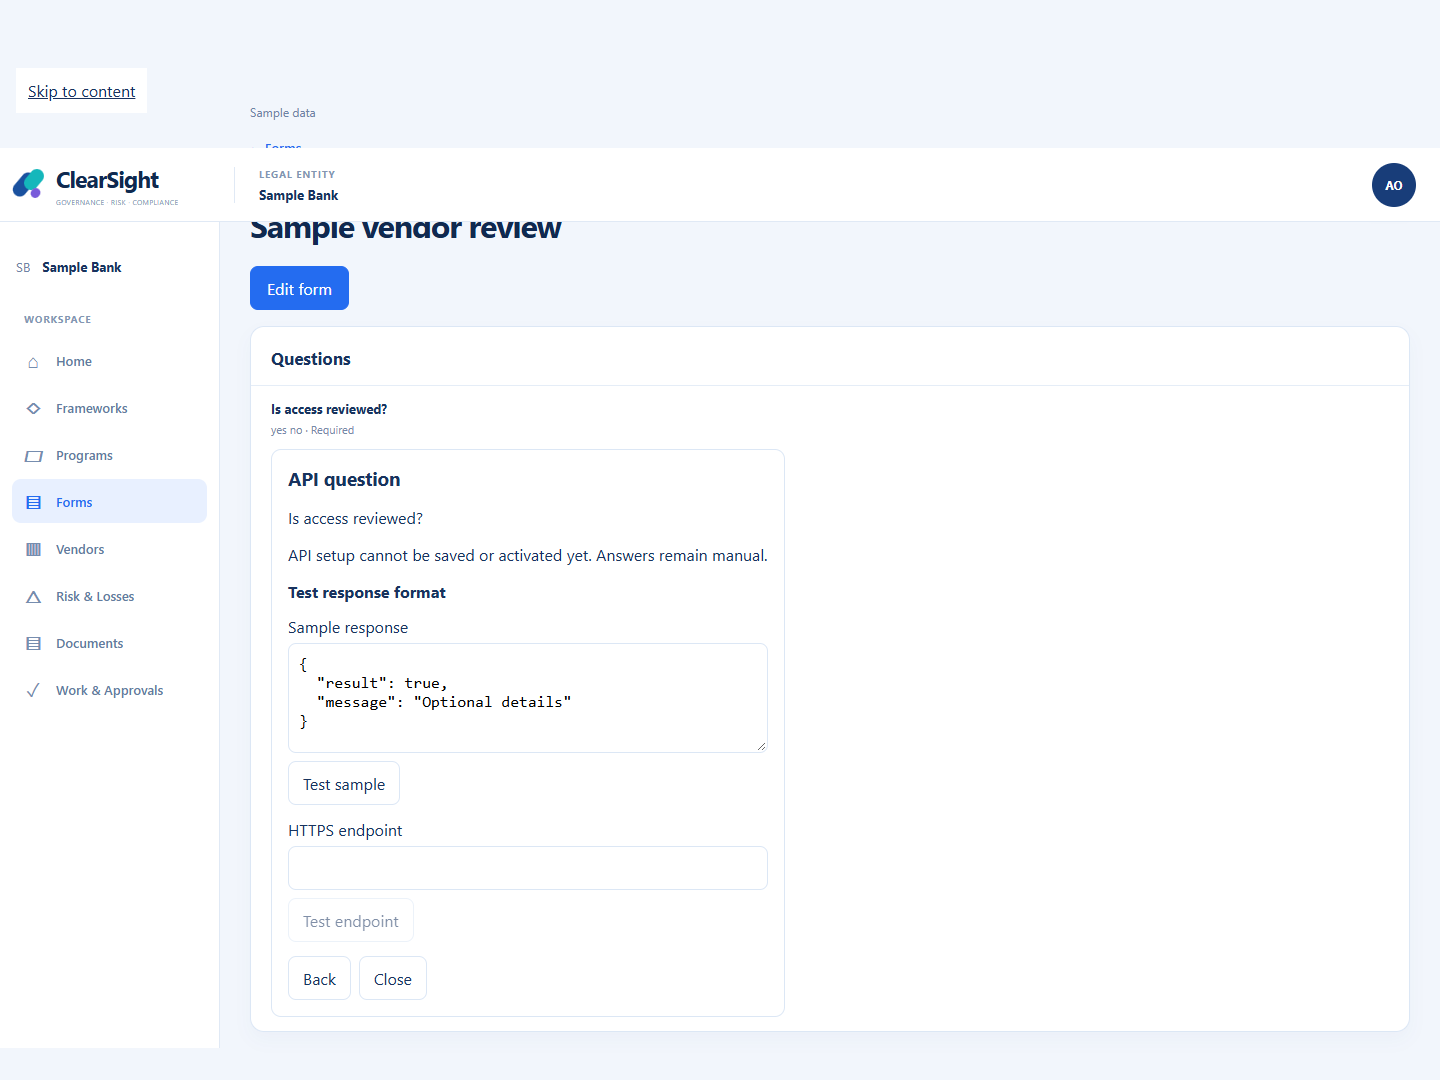 Skip to content
Sample data
Forms
ClearSight
GOVERNANCE · RISK · COMPLIANCE
LEGAL ENTITY
Sample Bank
AO
Sample vendor review
SB Sample Bank
Edit form
WORKSPACE
Home
Frameworks
Programs
Forms
Vendors
Risk & Losses
Documents
Work & Approvals
Questions
Is access reviewed?
yes no · Required
API question
Is access reviewed?
API setup cannot be saved or activated yet. Answers remain manual.
Test response format
Sample response
{
  "result": true,
  "message": "Optional details"
}
Test sample
HTTPS endpoint
Test endpoint
Back
Close